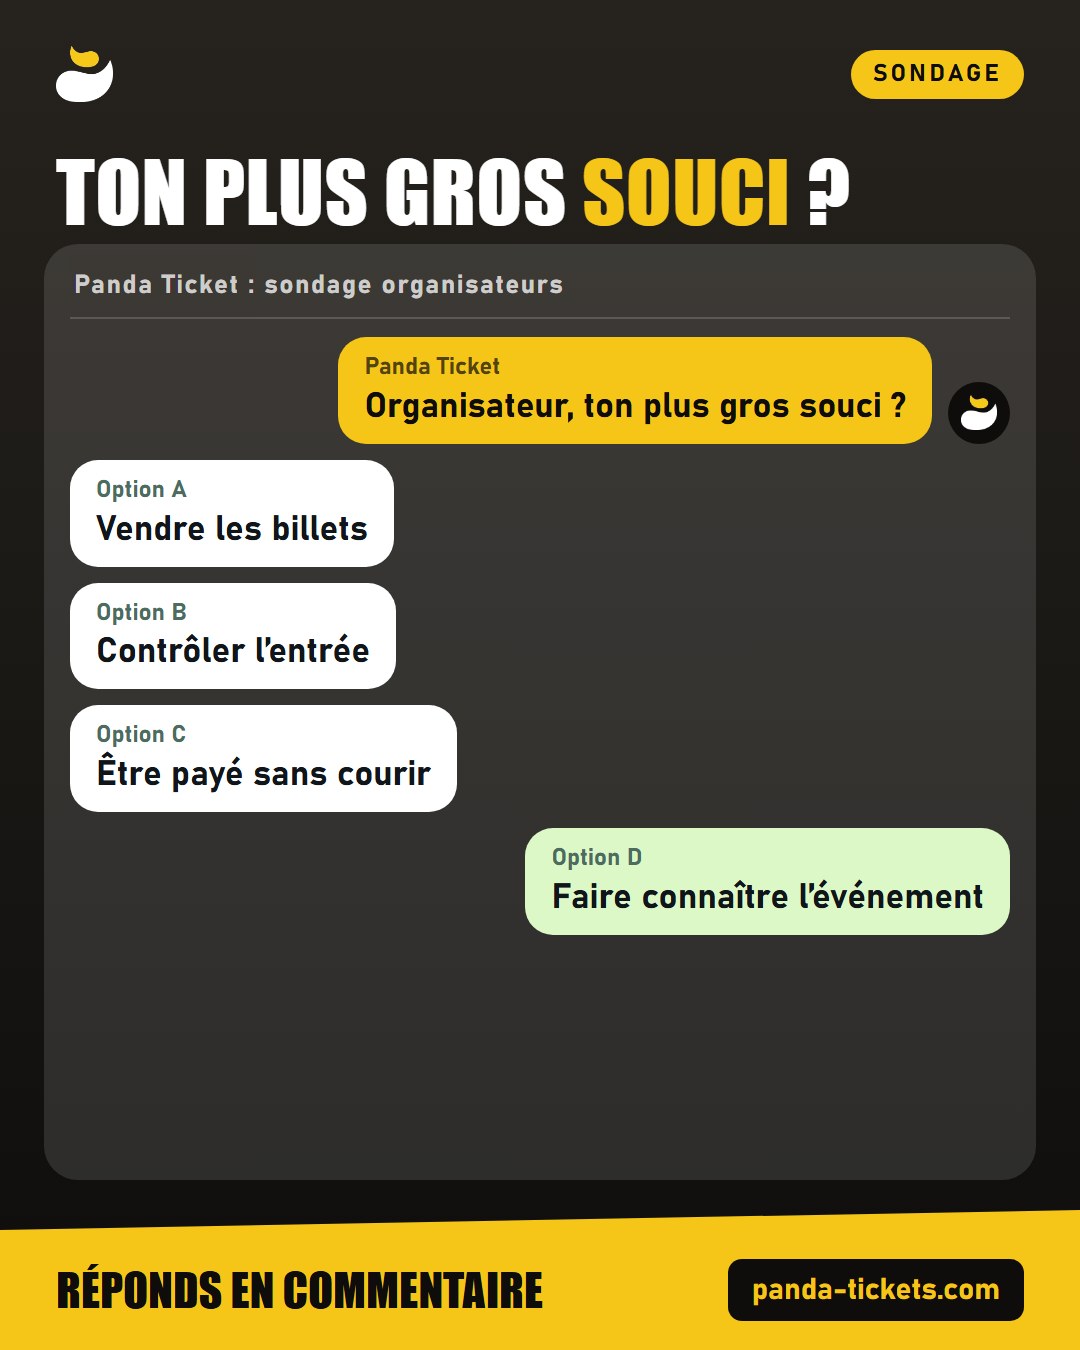 SONDAGE
TON PLUS GROS SOUCI ?
Panda Ticket : sondage organisateurs
Panda Ticket
Organisateur, ton plus gros souci ?
Option A
Vendre les billets
Option B
Contrôler l’entrée
Option C
Être payé sans courir
Option D
Faire connaître l’événement
RÉPONDS EN COMMENTAIRE
panda-tickets.com